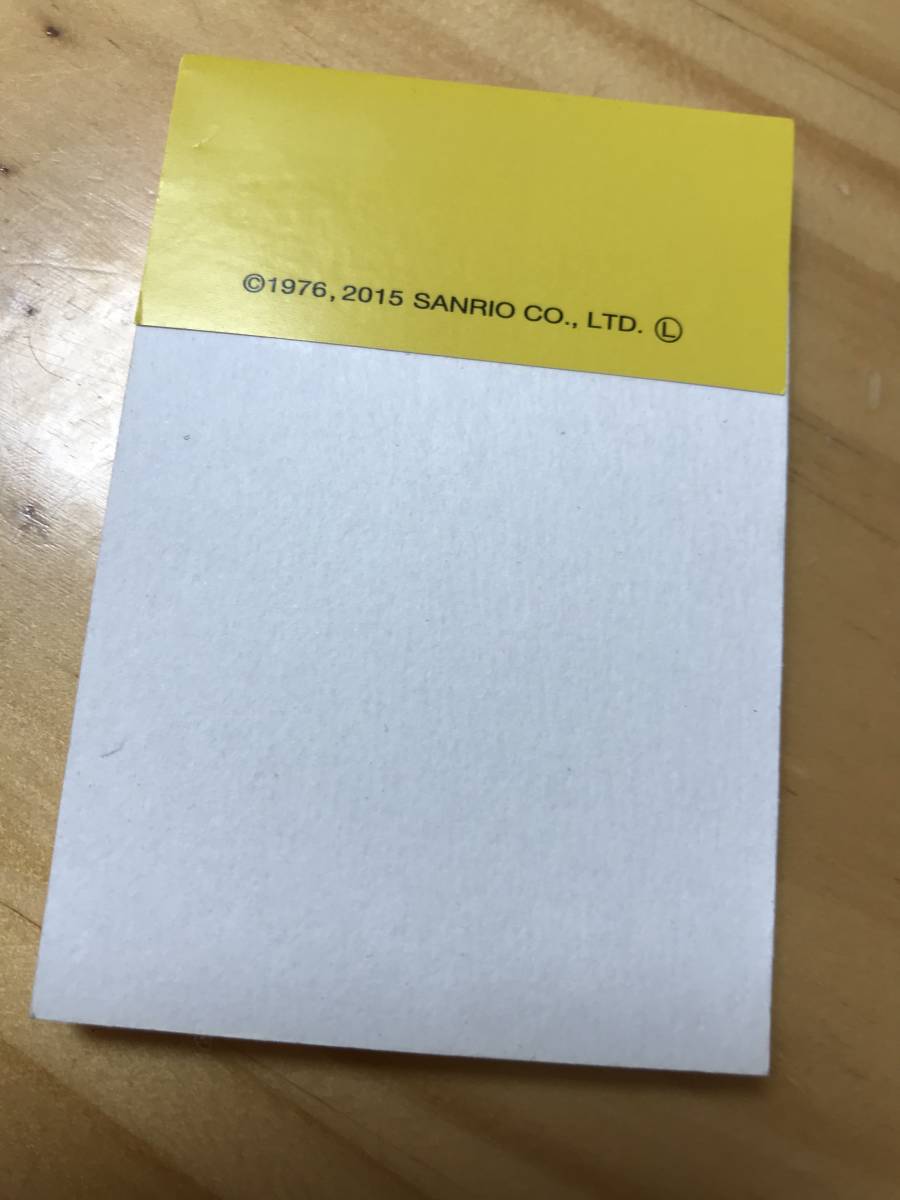 ©1976, 2015 SANRIO CO., LTD. Ⓛ